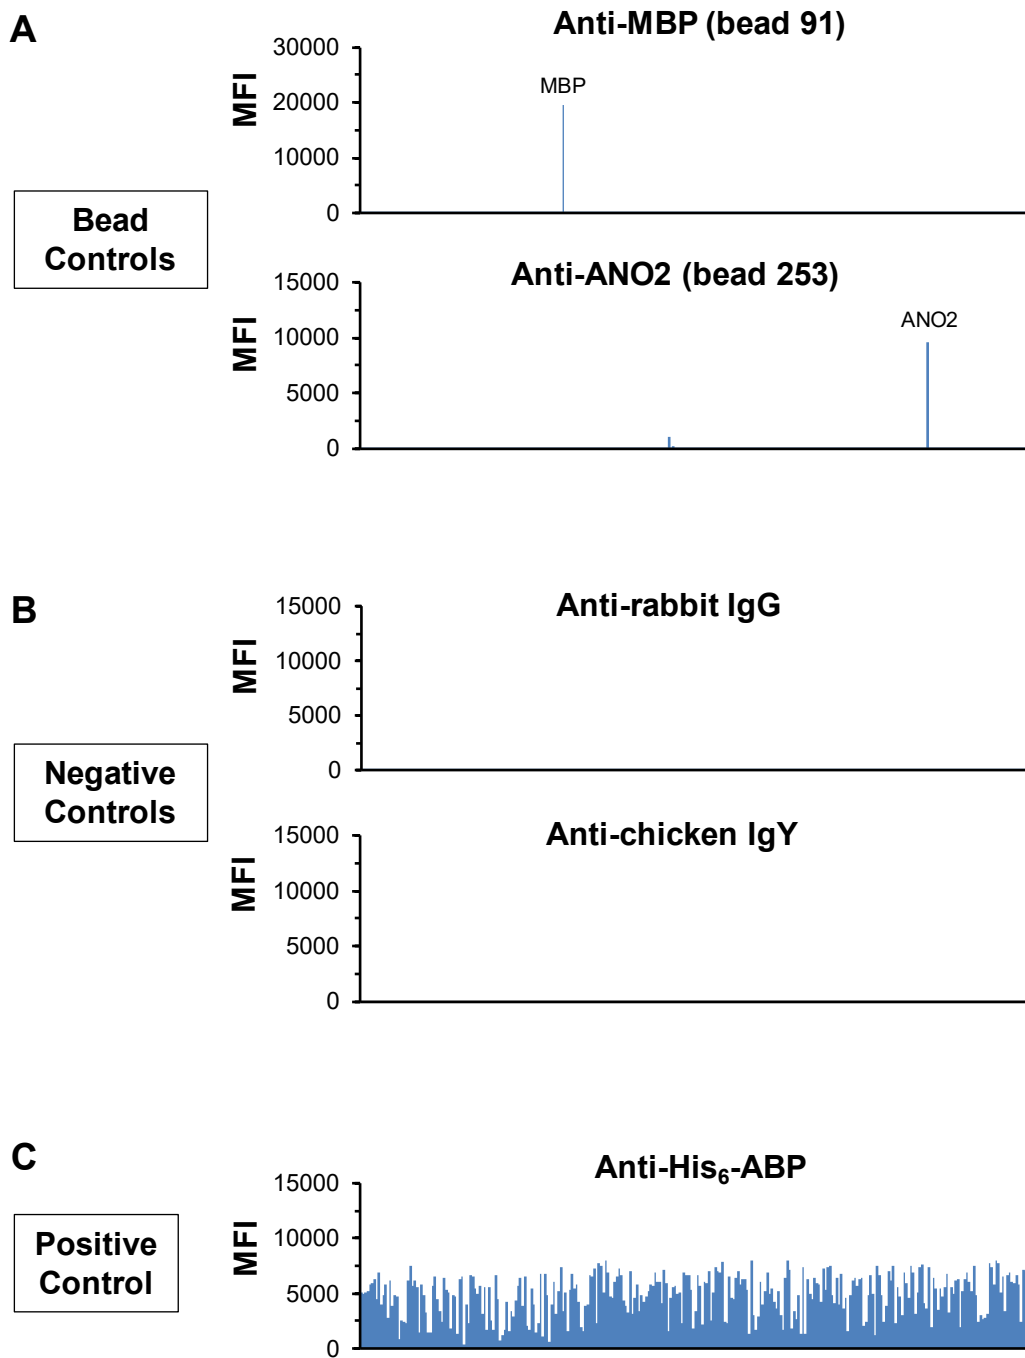 A
Anti-MBP (bead 91)
MFI
30000
20000
10000
0
MBP
Bead
Controls
Anti-ANO2 (bead 253)
MFI
15000
10000
5000
0
ANO2
B
Anti-rabbit IgG
MFI
15000
10000
5000
0
Negative
Controls
Anti-chicken IgY
MFI
15000
10000
5000
0
C
Anti-His₆-ABP
MFI
15000
10000
5000
0
Positive
Control